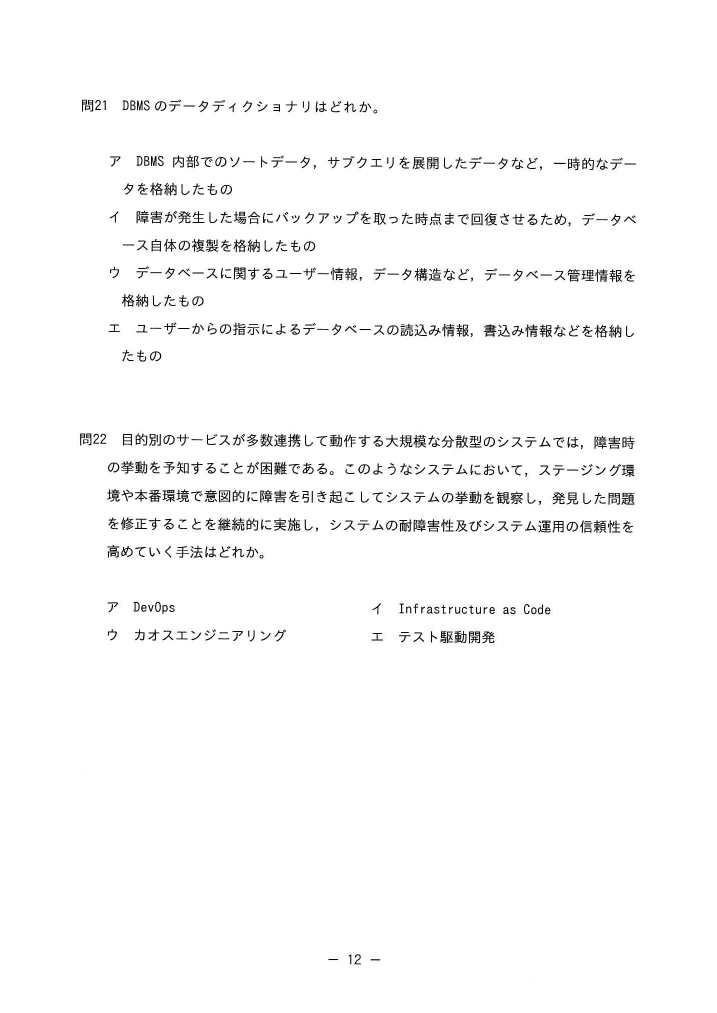 問21 DBMSのデータディクショナリはどれか。
ア DBMS 内部でのソートデータ，サブクエリを展開したデータなど，一時的なデー
タを格納したもの
イ 障害が発生した場合にバックアップを取った時点まで回復させるため，データベ
ース自体の複製を格納したもの
ウ データベースに関するユーザー情報，データ構造など，データベース管理情報を
格納したもの
エ ユーザーからの指示によるデータベースの読込み情報，書込み情報などを格納し
たもの
問22 目的別のサービスが多数連携して動作する大規模な分散型のシステムでは，障害時
の挙動を予知することが困難である。このようなシステムにおいて，ステージング環
境や本番環境で意図的に障害を引き起こしてシステムの挙動を観察し，発見した問題
を修正することを継続的に実施し，システムの耐障害性及びシステム運用の信頼性を
高めていく手法はどれか。
ア DevOps イ Infrastructure as Code
ウ カオスエンジニアリング エ テスト駆動開発
― 12 ―